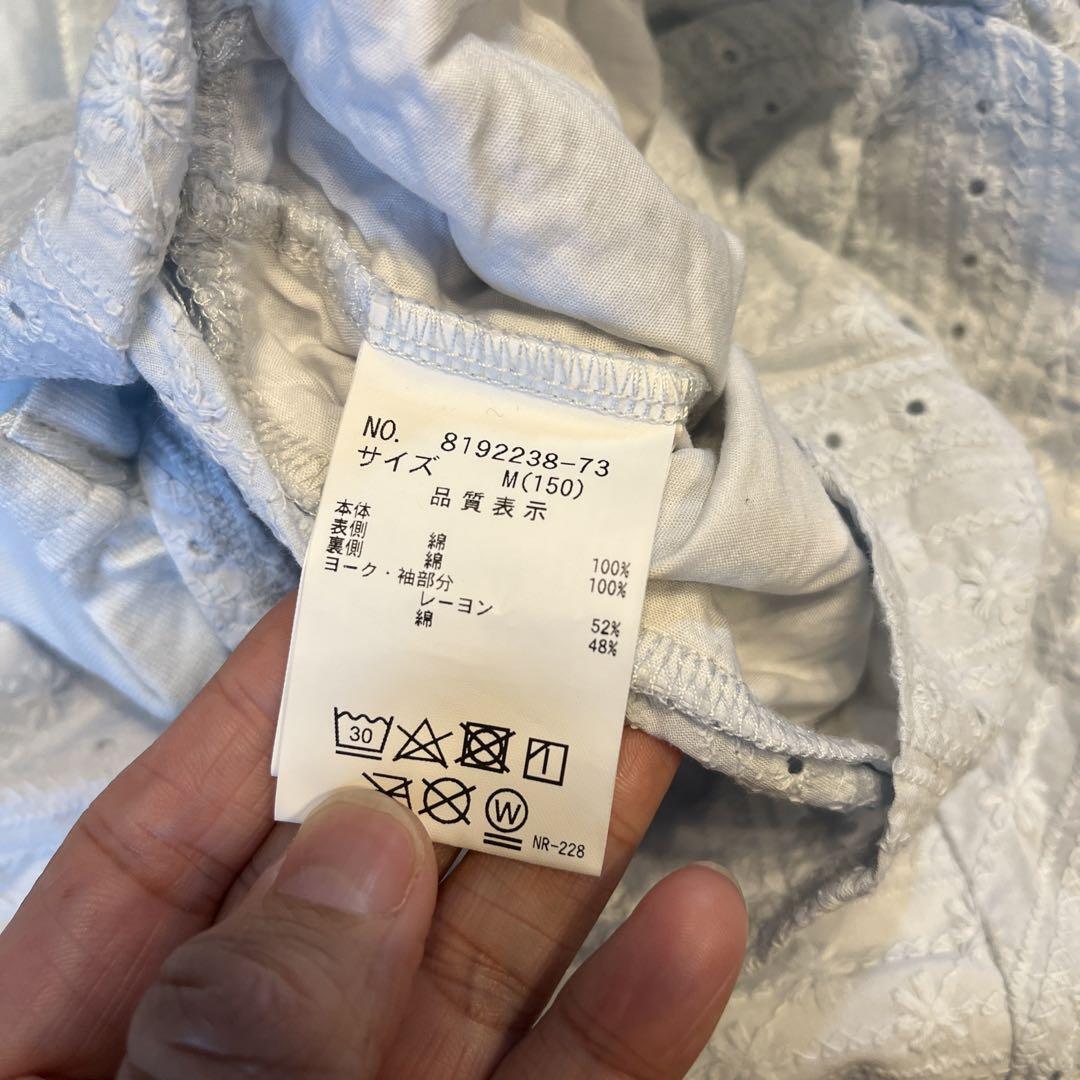 NO. 8192238-73
サイズ M(150)
品質表示
本体
表側 綿 100%
裏側 綿 100%
ヨーク・袖部分
レーヨン 52%
綿 48%
30
W
NR-228